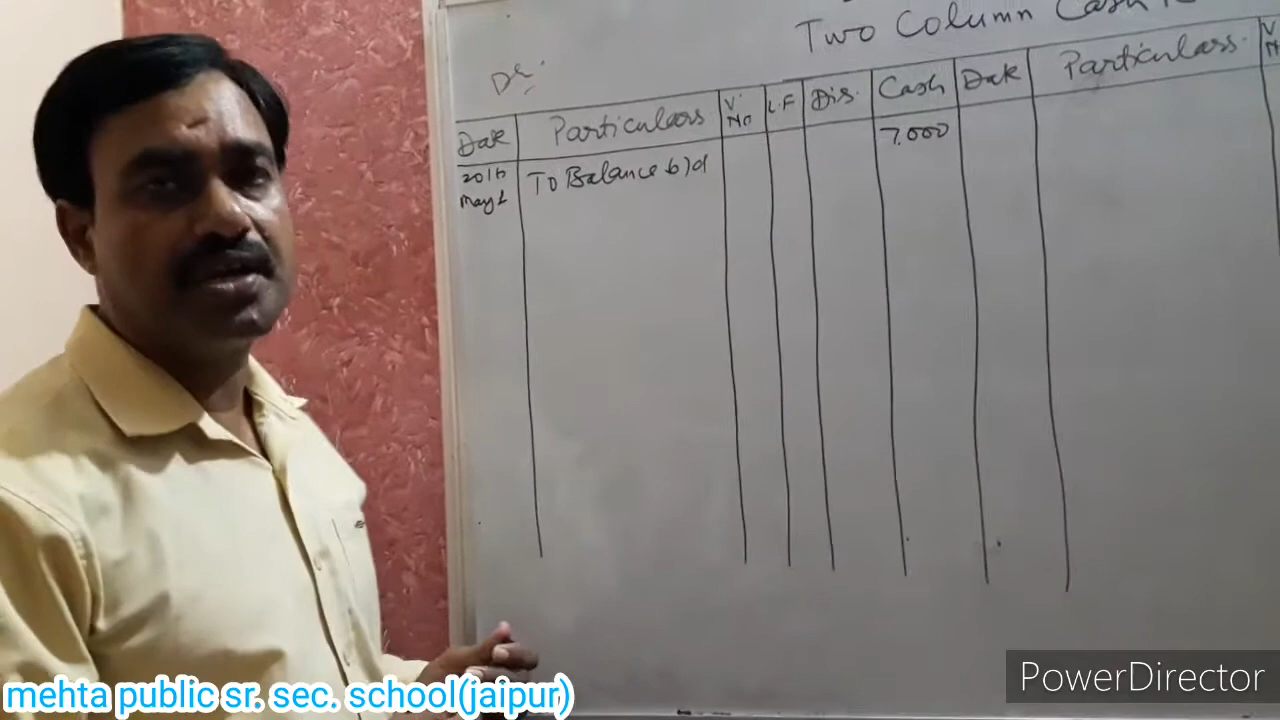 Two Column Cash
Dr.
Date Particulars V. No L.F Dis. Cash Date Particulars V. N
2016 May 1 To Balance b/d 7,000
mehta public sr. sec. school(jaipur)
PowerDirector